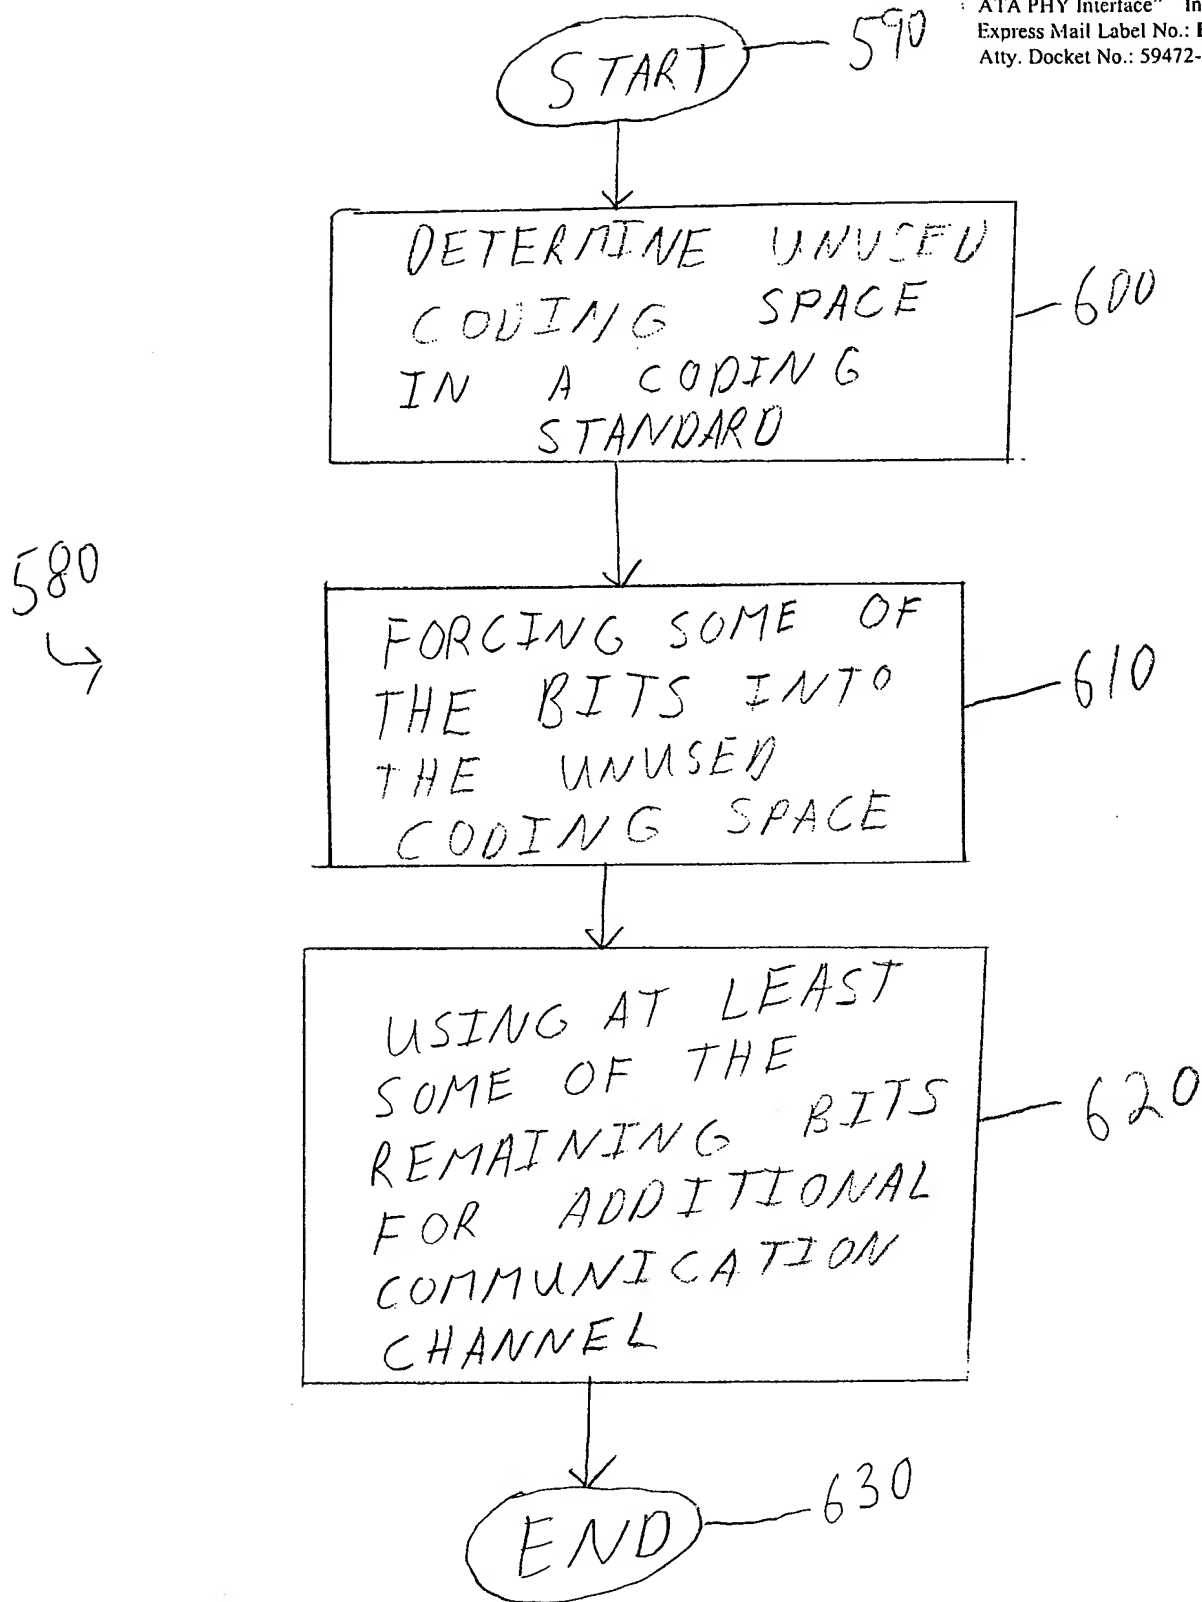 ATA PHY Interface" In
Express Mail Label No.:
Atty. Docket No.: 59472-
START
590
DETERMINE UNUSED
CODING SPACE
IN A CODING
STANDARD
600
580
FORCING SOME OF
THE BITS INTO
THE UNUSED
CODING SPACE
610
USING AT LEAST
SOME OF THE
REMAINING BITS
FOR ADDITIONAL
COMMUNICATION
CHANNEL
620
END
630